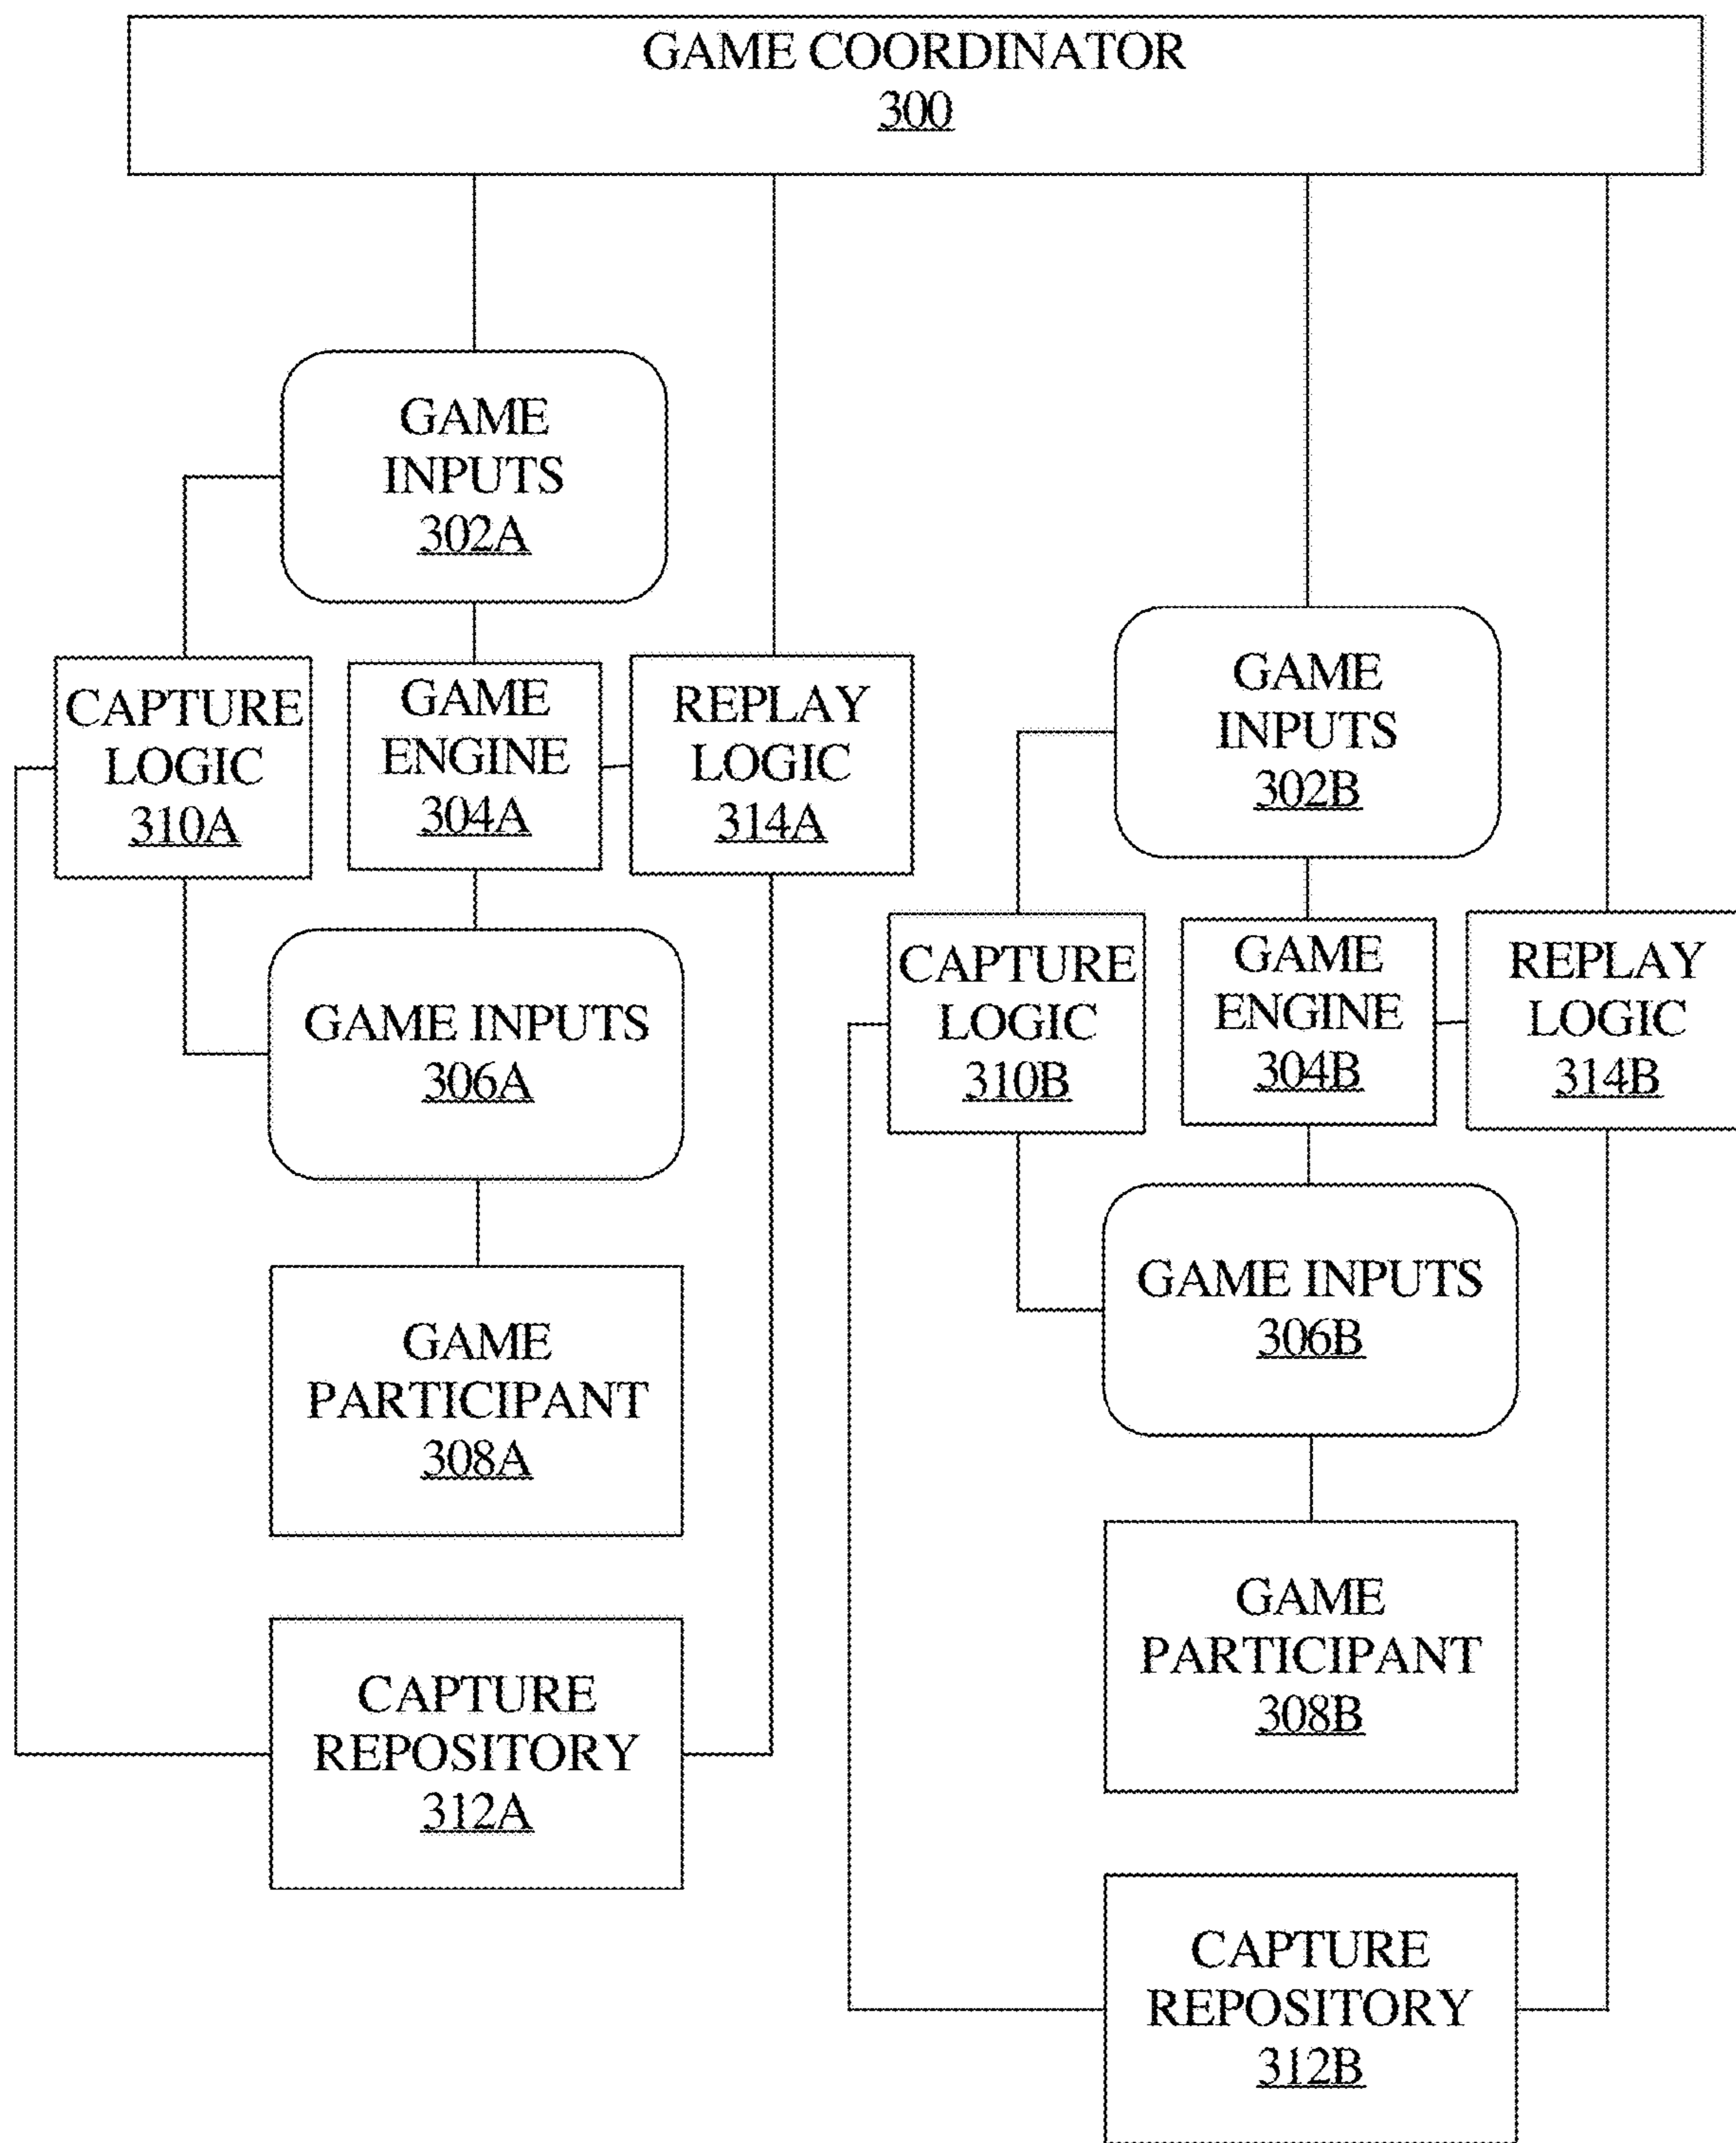 GAME COORDINATOR
300
GAME
INPUTS
302A
CAPTURE
LOGIC
310A
GAME
ENGINE
304A
REPLAY
LOGIC
314A
GAME INPUTS
306A
GAME
PARTICIPANT
308A
CAPTURE
REPOSITORY
312A
GAME
INPUTS
302B
CAPTURE
LOGIC
310B
GAME
ENGINE
304B
REPLAY
LOGIC
314B
GAME INPUTS
306B
GAME
PARTICIPANT
308B
CAPTURE
REPOSITORY
312B